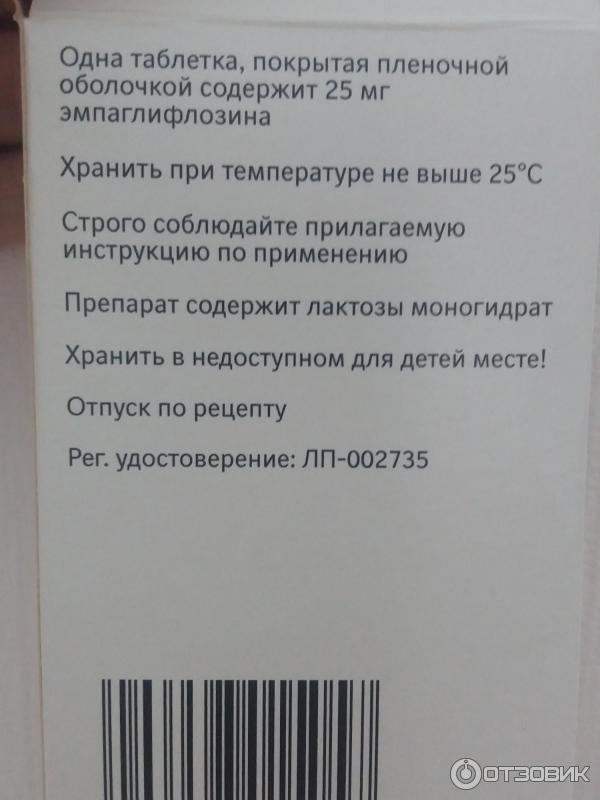 Одна таблетка, покрытая пленочной
оболочкой содержит 25 мг
эмпаглифлозина
Хранить при температуре не выше 25°C
Строго соблюдайте прилагаемую
инструкцию по применению
Препарат содержит лактозы моногидрат
Хранить в недоступном для детей месте!
Отпуск по рецепту
Рег. удостоверение: ЛП-002735
ОТЗОВИК